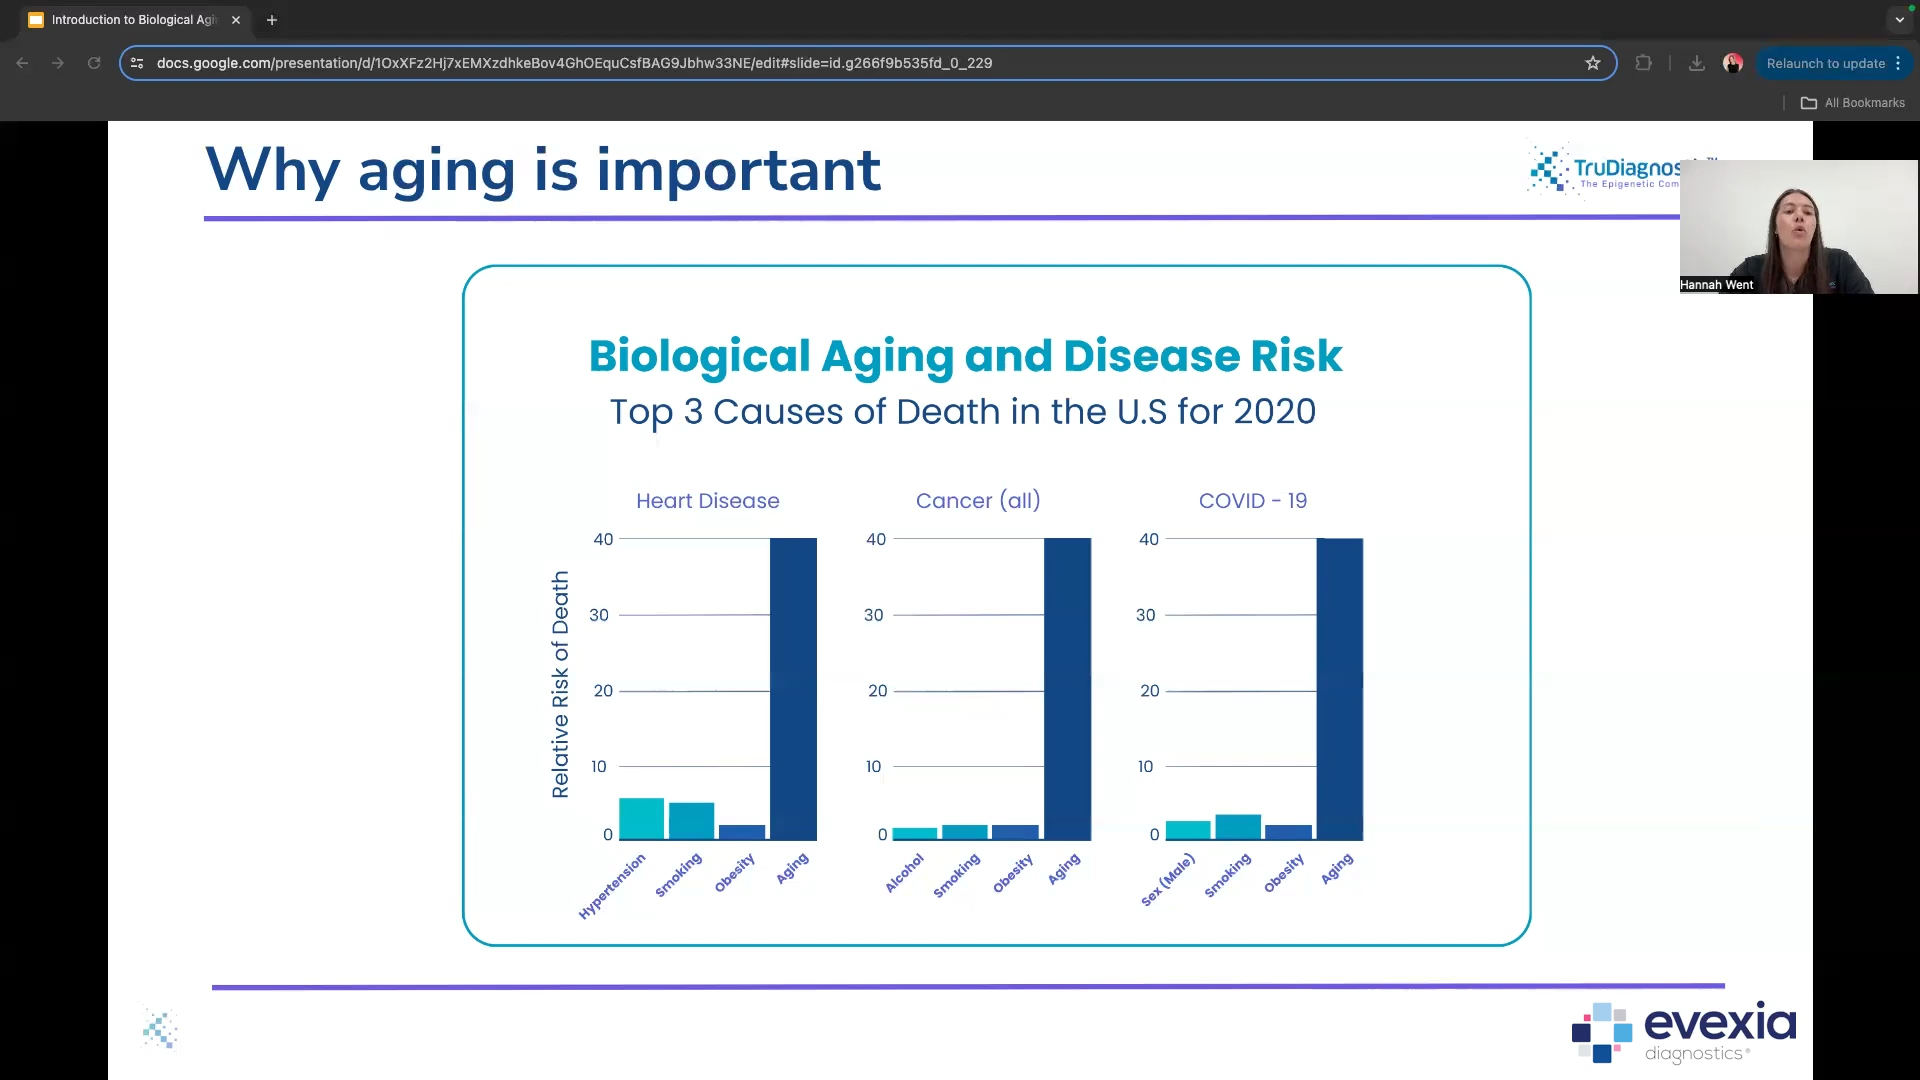 Introduction to Biological Agi
docs.google.com/presentation/d/1OxXFz2Hj7xEMXzdhkeBov4GhOEquCsfBAG9Jbhw33NE/edit#slide=id.g266f9b535fd_0_229
Relaunch to update
All Bookmarks
Why aging is important
TruDiagnos
The Epigenetic Com
Hannah Went
Biological Aging and Disease Risk
Top 3 Causes of Death in the U.S for 2020
Relative Risk of Death
Heart Disease
40
30
20
10
0
Hypertension
Smoking
Obesity
Aging
Cancer (all)
40
30
20
10
0
Alcohol
Smoking
Obesity
Aging
COVID - 19
40
30
20
10
0
Sex (Male)
Smoking
Obesity
Aging
evexia
diagnostics®